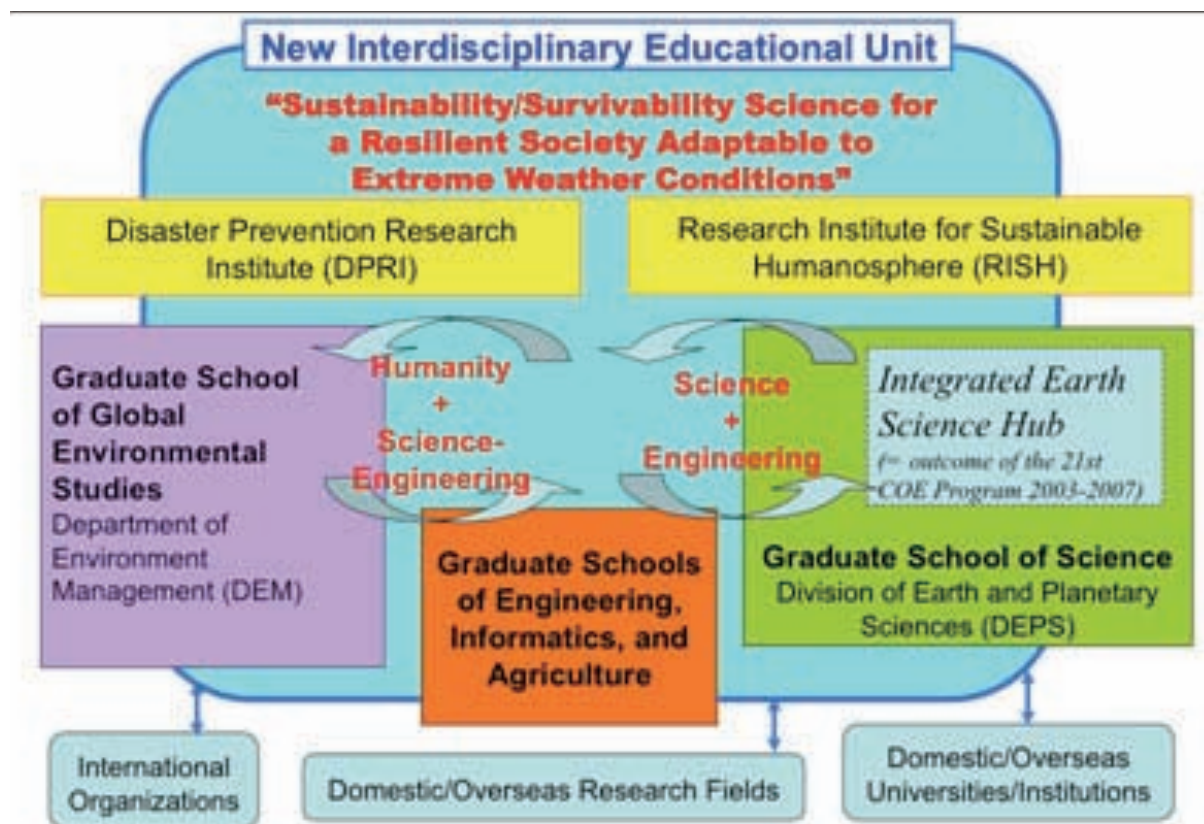 New Interdisciplinary Educational Unit
“Sustainability/Survivability Science for
a Resilient Society Adaptable to
Extreme Weather Conditions”
Disaster Prevention Research
Institute (DPRI)
Research Institute for Sustainable
Humanosphere (RISH)
Graduate School
of Global
Environmental
Studies
Department of
Environment
Management (DEM)
Humanity
+
Science-
Engineering
Science
+
Engineering
Integrated Earth
Science Hub
(= outcome of the 21st
COE Program 2003-2007)
Graduate School of Science
Division of Earth and Planetary
Sciences (DEPS)
Graduate Schools
of Engineering,
Informatics, and
Agriculture
International
Organizations
Domestic/Overseas Research Fields
Domestic/Overseas
Universities/Institutions